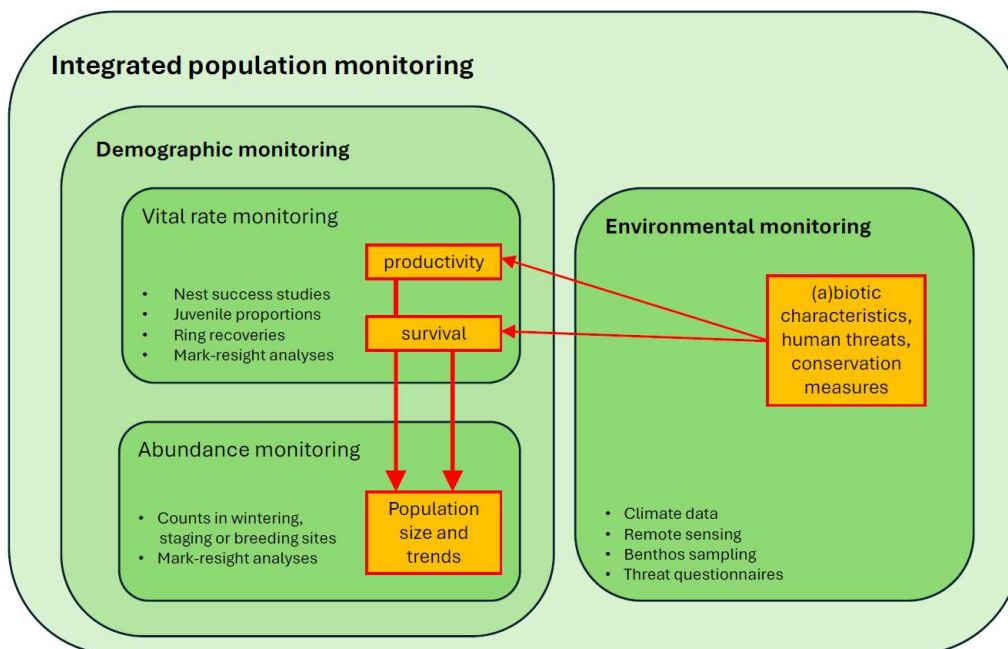 Integrated population monitoring
Demographic monitoring
Vital rate monitoring
productivity
• Nest success studies
• Juvenile proportions
• Ring recoveries
• Mark-resight analyses
survival
Abundance monitoring
• Counts in wintering,
staging or breeding sites
• Mark-resight analyses
Population
size and
trends
Environmental monitoring
(a)biotic
characteristics,
human threats,
conservation
measures
• Climate data
• Remote sensing
• Benthos sampling
• Threat questionnaires